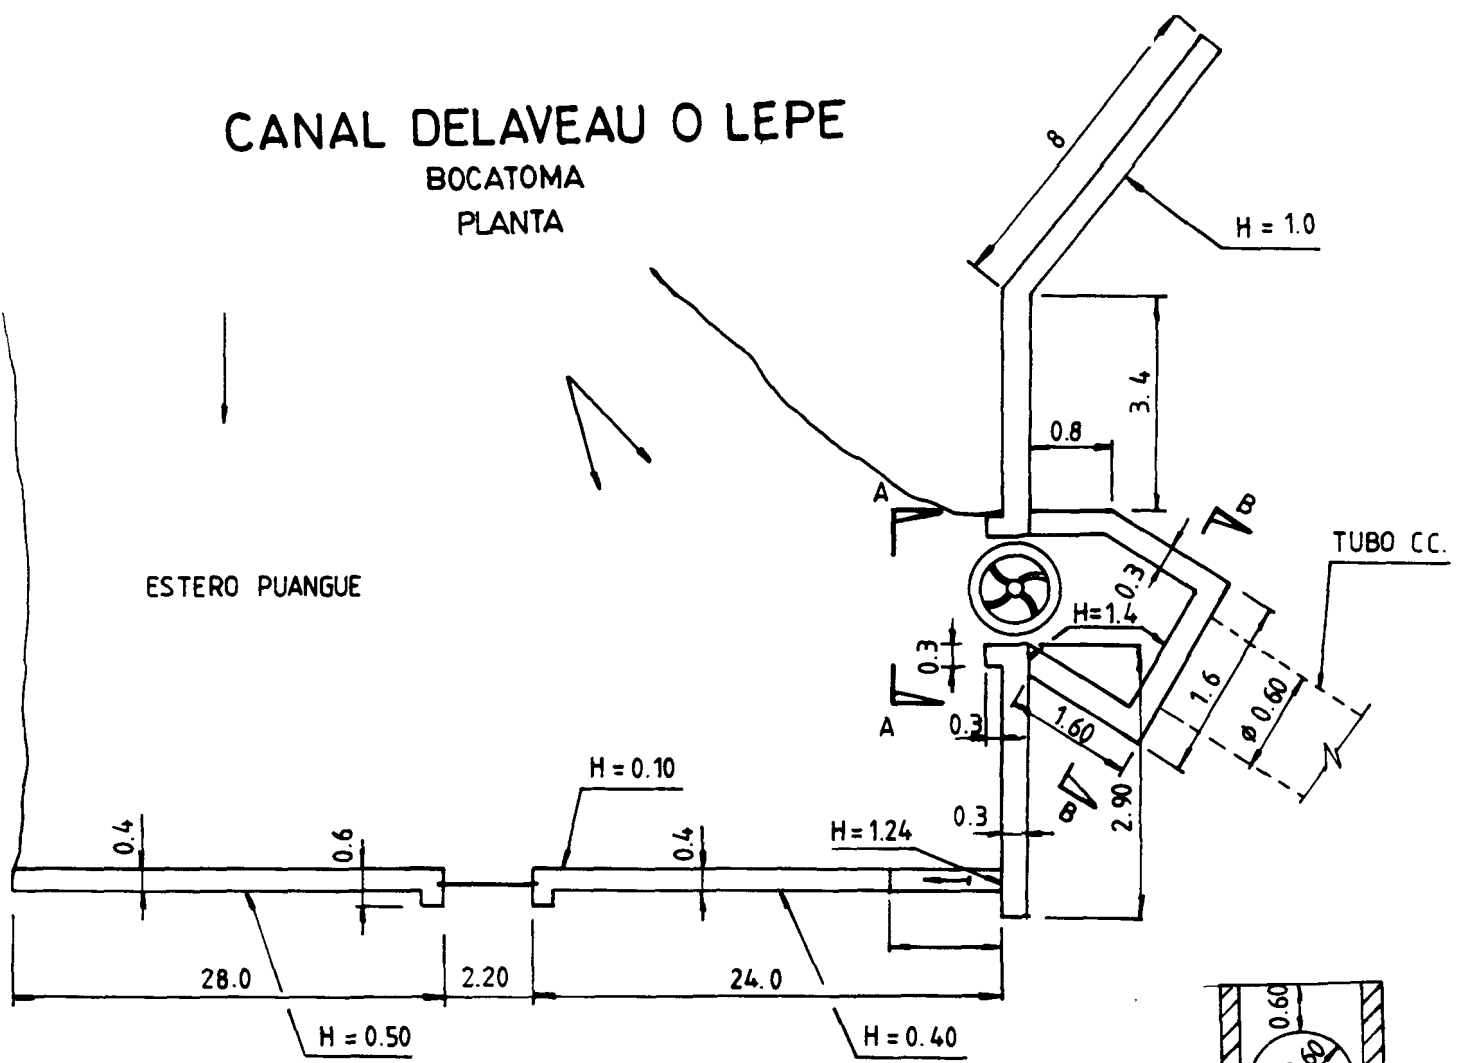 CANAL DELAVEAU O LEPE
BOCATOMA
PLANTA
8
H = 1.0
3.4
0.8
A
B
TUBO CC.
0.3
ESTERO PUANGUE
H=1.4
0.3
1.6
Ø 0.60
A
0.3
1.60
B
2.90
H = 0.10
0.3
H=1.24
0.4
0.6
0.4
28.0
2.20
24.0
H = 0.50
H = 0.40
0.60